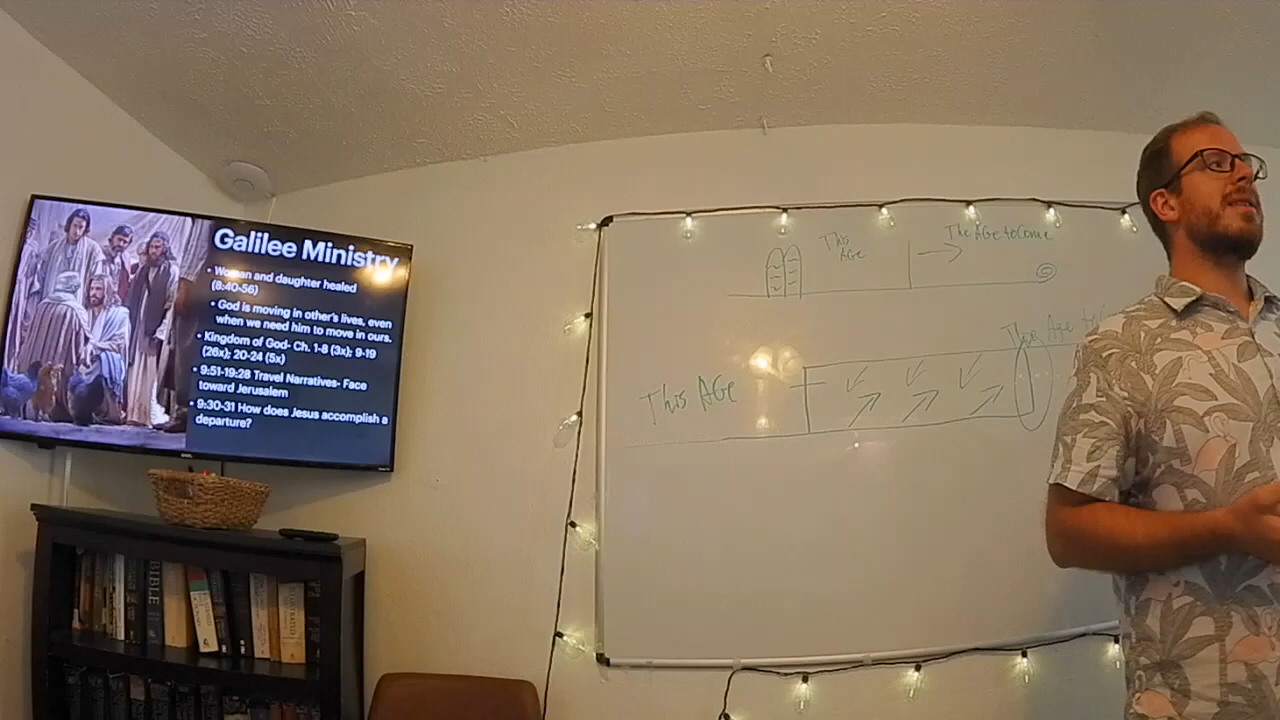 Galilee Ministry
• Woman and daughter healed
(8:40-56)
• God is moving in other's lives, even
when we need him to move in ours.
• Kingdom of God- Ch. 1-8 (3x); 9-19
(26x); 20-24 (5x)
• 9:51-19:28 Travel Narratives- Face
toward Jerusalem
• 9:30-31 How does Jesus accomplish a
departure?
This
Age
The Age to Come
The Age to
This Age
BIBLE